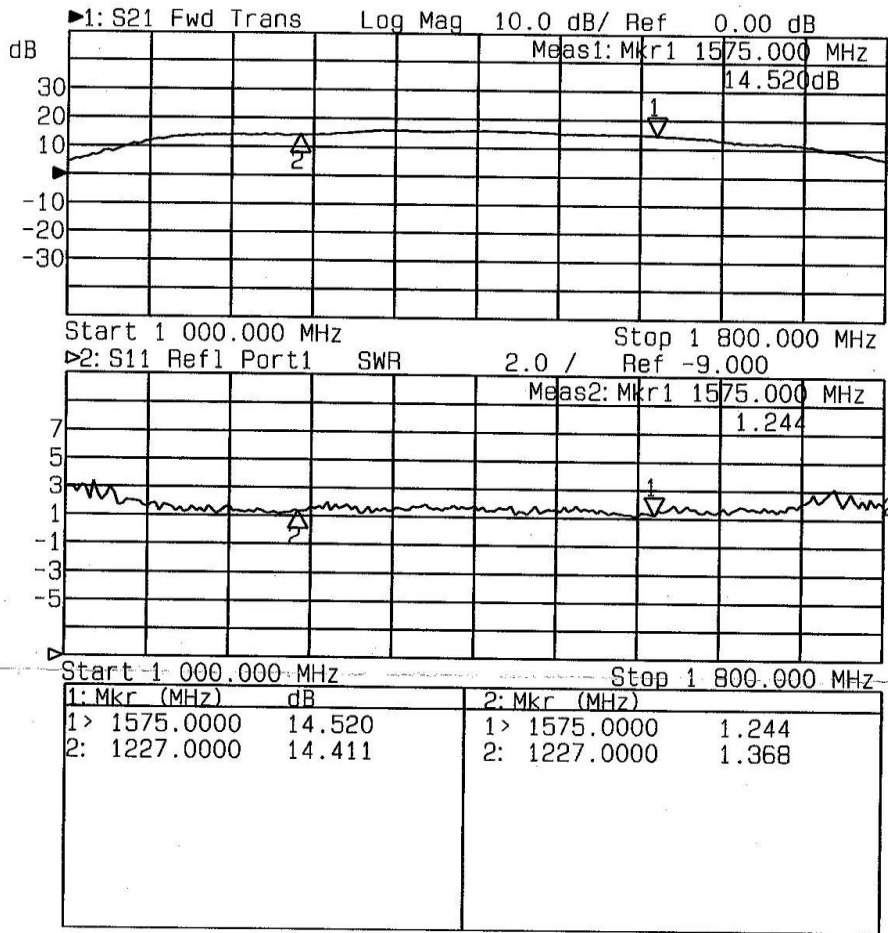 ►1: S21 Fwd Trans Log Mag 10.0 dB/ Ref 0.00 dB
dB
Meas1: Mkr1 1575.000 MHz
14.520dB
30
20
10
-10
-20
-30
1
2
Start 1 000.000 MHz Stop 1 800.000 MHz
▷2: S11 Refl Port1 SWR 2.0 / Ref -9.000
Meas2: Mkr1 1575.000 MHz
1.244
7
5
3
1
-1
-3
-5
1
2
Start 1 000.000 MHz Stop 1 800.000 MHz
1: Mkr (MHz) dB
1> 1575.0000 14.520
2: 1227.0000 14.411
2: Mkr (MHz)
1> 1575.0000 1.244
2: 1227.0000 1.368